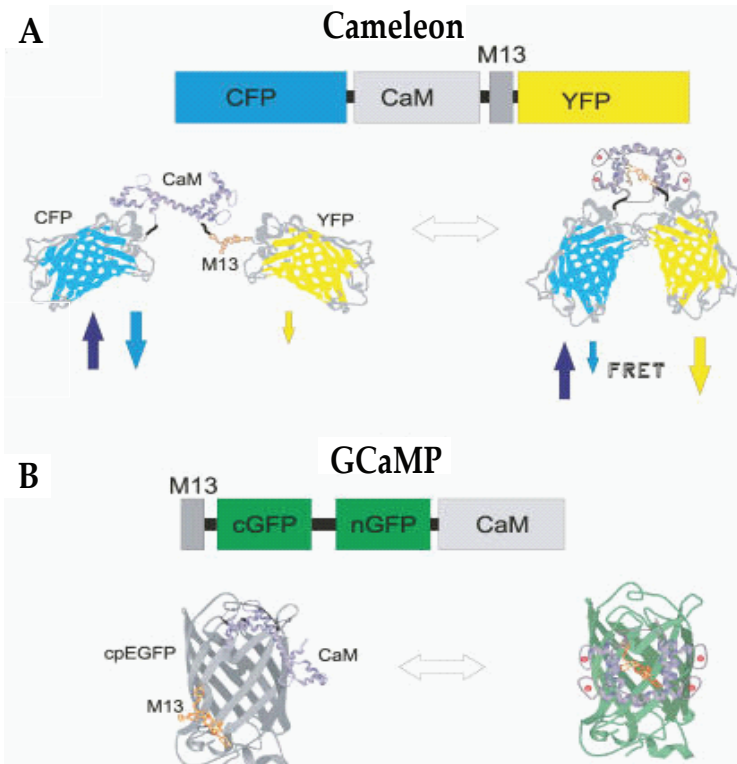 A
Cameleon
M13
CFP
CaM
YFP
CaM
CFP
YFP
M13
FRET
B
GCaMP
M13
cGFP
nGFP
CaM
cpEGFP
CaM
M13